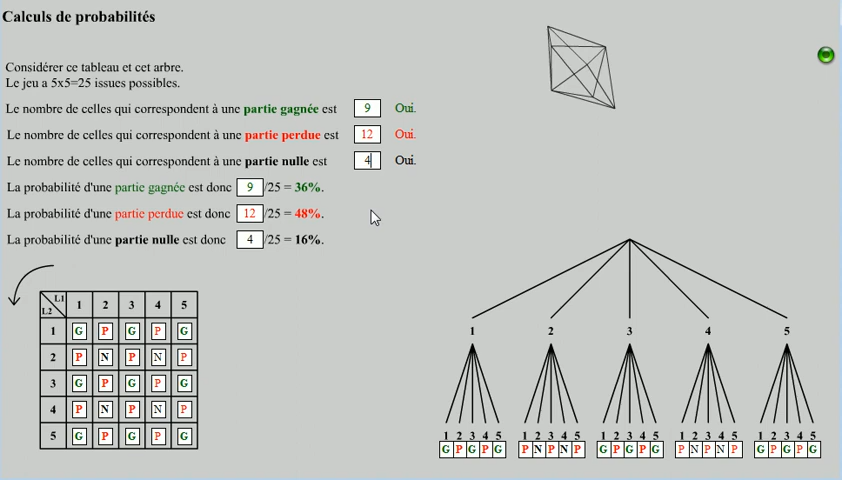 Calculs de probabilités
Considérer ce tableau et cet arbre.
Le jeu a 5x5=25 issues possibles.
Le nombre de celles qui correspondent à une partie gagnée est 9 Oui.
Le nombre de celles qui correspondent à une partie perdue est 12 Oui.
Le nombre de celles qui correspondent à une partie nulle est 4 Oui.
La probabilité d'une partie gagnée est donc 9 /25 = 36%.
La probabilité d'une partie perdue est donc 12 /25 = 48%.
La probabilité d'une partie nulle est donc 4 /25 = 16%.
L1 L2 1 2 3 4 5
1 G P G P G
2 P N P N P
3 G P G P G
4 P N P N P
5 G P G P G
1 2 3 4 5
1 2 3 4 5 1 2 3 4 5 1 2 3 4 5 1 2 3 4 5 1 2 3 4 5
G P G P G P N P N P G P G P G P N P N P G P G P G